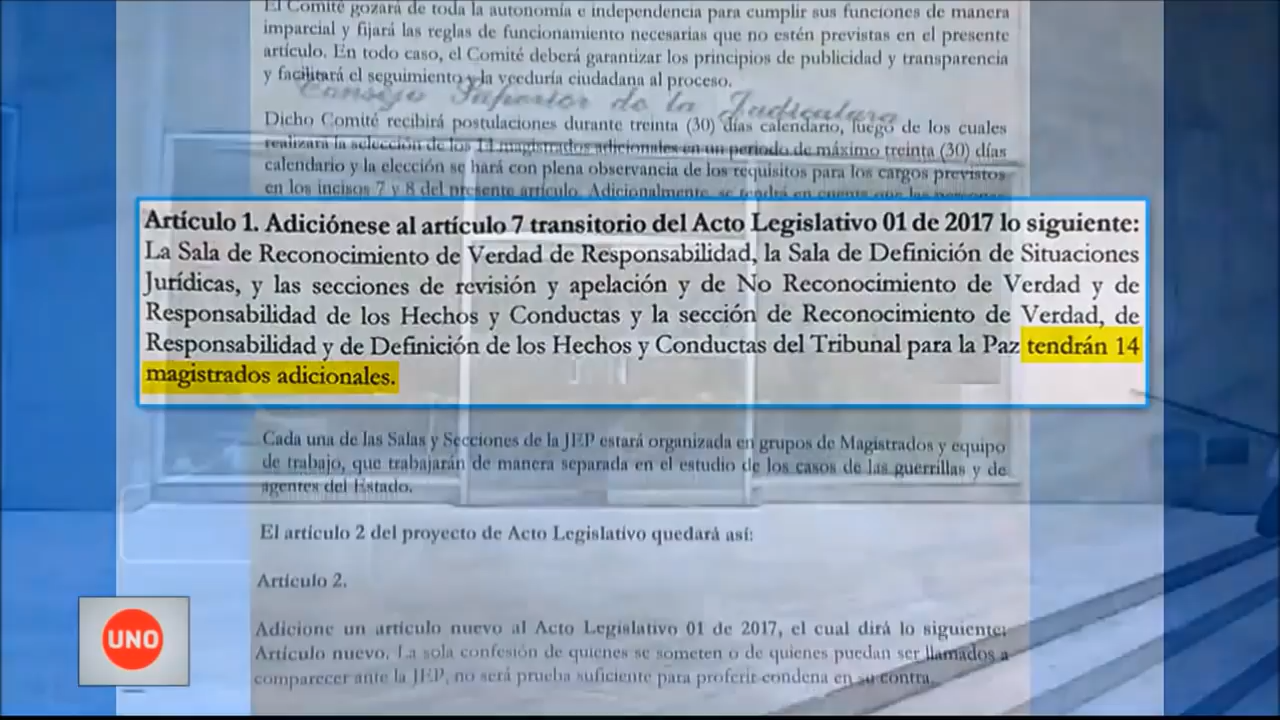 El Comité gozará de toda la autonomía e independencia para cumplir sus funciones de manera
imparcial y fijará las reglas de funcionamiento necesarias que no estén previstas en el presente
artículo. En todo caso, el Comité deberá garantizar los principios de publicidad y transparencia
y facilitará el seguimiento y la veeduría ciudadana al proceso.
Consejo Superior de la Judicatura
Dicho Comité recibirá postulaciones durante treinta (30) días calendario, luego de los cuales
realizará la selección de los 14 magistrados adicionales en un periodo de máximo treinta (30) días
calendario y la elección se hará con plena observancia de los requisitos para los cargos previstos
en los incisos 7 y 8 del presente artículo. Adicionalmente, se tendrá en cuenta que las personas
Artículo 1. Adiciónese al artículo 7 transitorio del Acto Legislativo 01 de 2017 lo siguiente:
La Sala de Reconocimiento de Verdad de Responsabilidad, la Sala de Definición de Situaciones
Jurídicas, y las secciones de revisión y apelación y de No Reconocimiento de Verdad y de
Responsabilidad de los Hechos y Conductas y la sección de Reconocimiento de Verdad, de
Responsabilidad y de Definición de los Hechos y Conductas del Tribunal para la Paz tendrán 14
magistrados adicionales.
Cada una de las Salas y Secciones de la JEP estará organizada en grupos de Magistrados y equipo
de trabajo, que trabajarán de manera separada en el estudio de los casos de las guerrillas y de
agentes del Estado.
El artículo 2 del proyecto de Acto Legislativo quedará así:
Artículo 2.
Adicione un artículo nuevo al Acto Legislativo 01 de 2017, el cual dirá lo siguiente:
Artículo nuevo. La sola confesión de quienes se someten o de quienes puedan ser llamados a
comparecer ante la JEP, no será prueba suficiente para proferir condena en su contra.
UNO